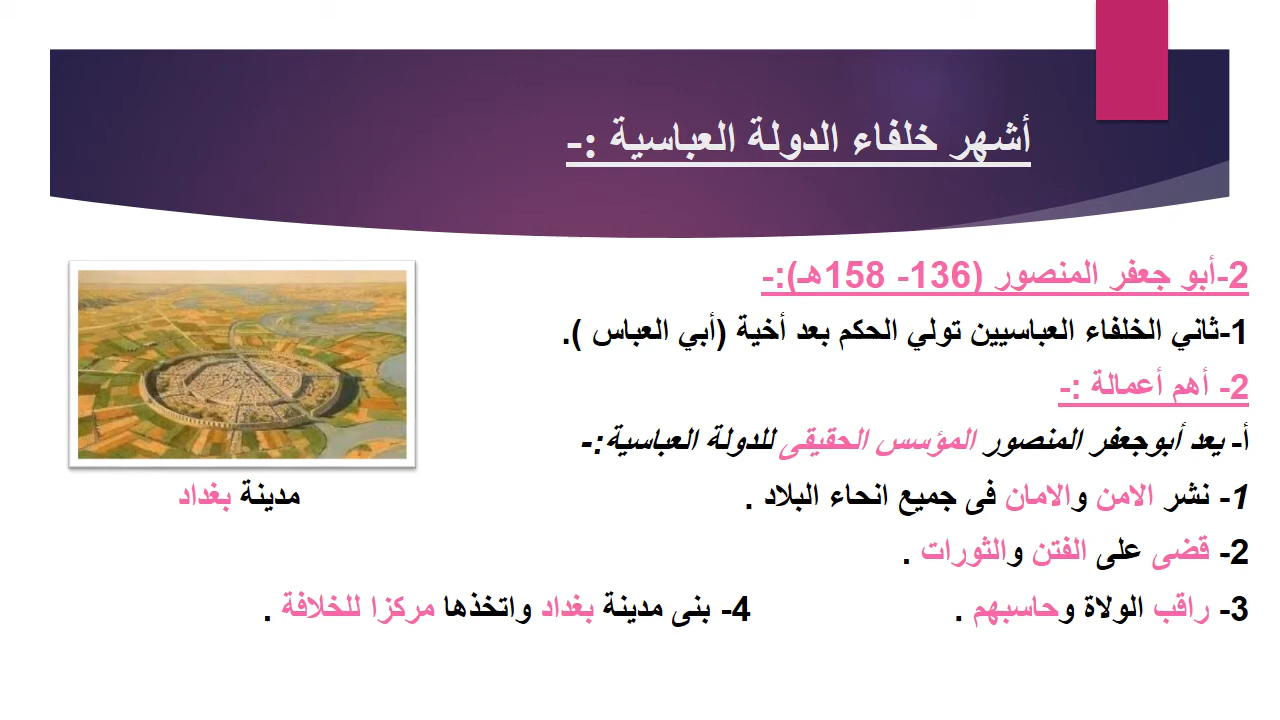 أشهر خلفاء الدولة العباسية :-
2-أبو جعفر المنصور (136- 158هـ):-
1-ثاني الخلفاء العباسيين تولي الحكم بعد أخية (أبي العباس ).
2- أهم أعمالة :-
أ- يعد أبوجعفر المنصور المؤسس الحقيقى للدولة العباسية:-
1- نشر الامن والامان فى جميع انحاء البلاد .
2- قضى على الفتن والثورات .
3- راقب الولاة وحاسبهم . 4- بنى مدينة بغداد واتخذها مركزا للخلافة .
مدينة بغداد